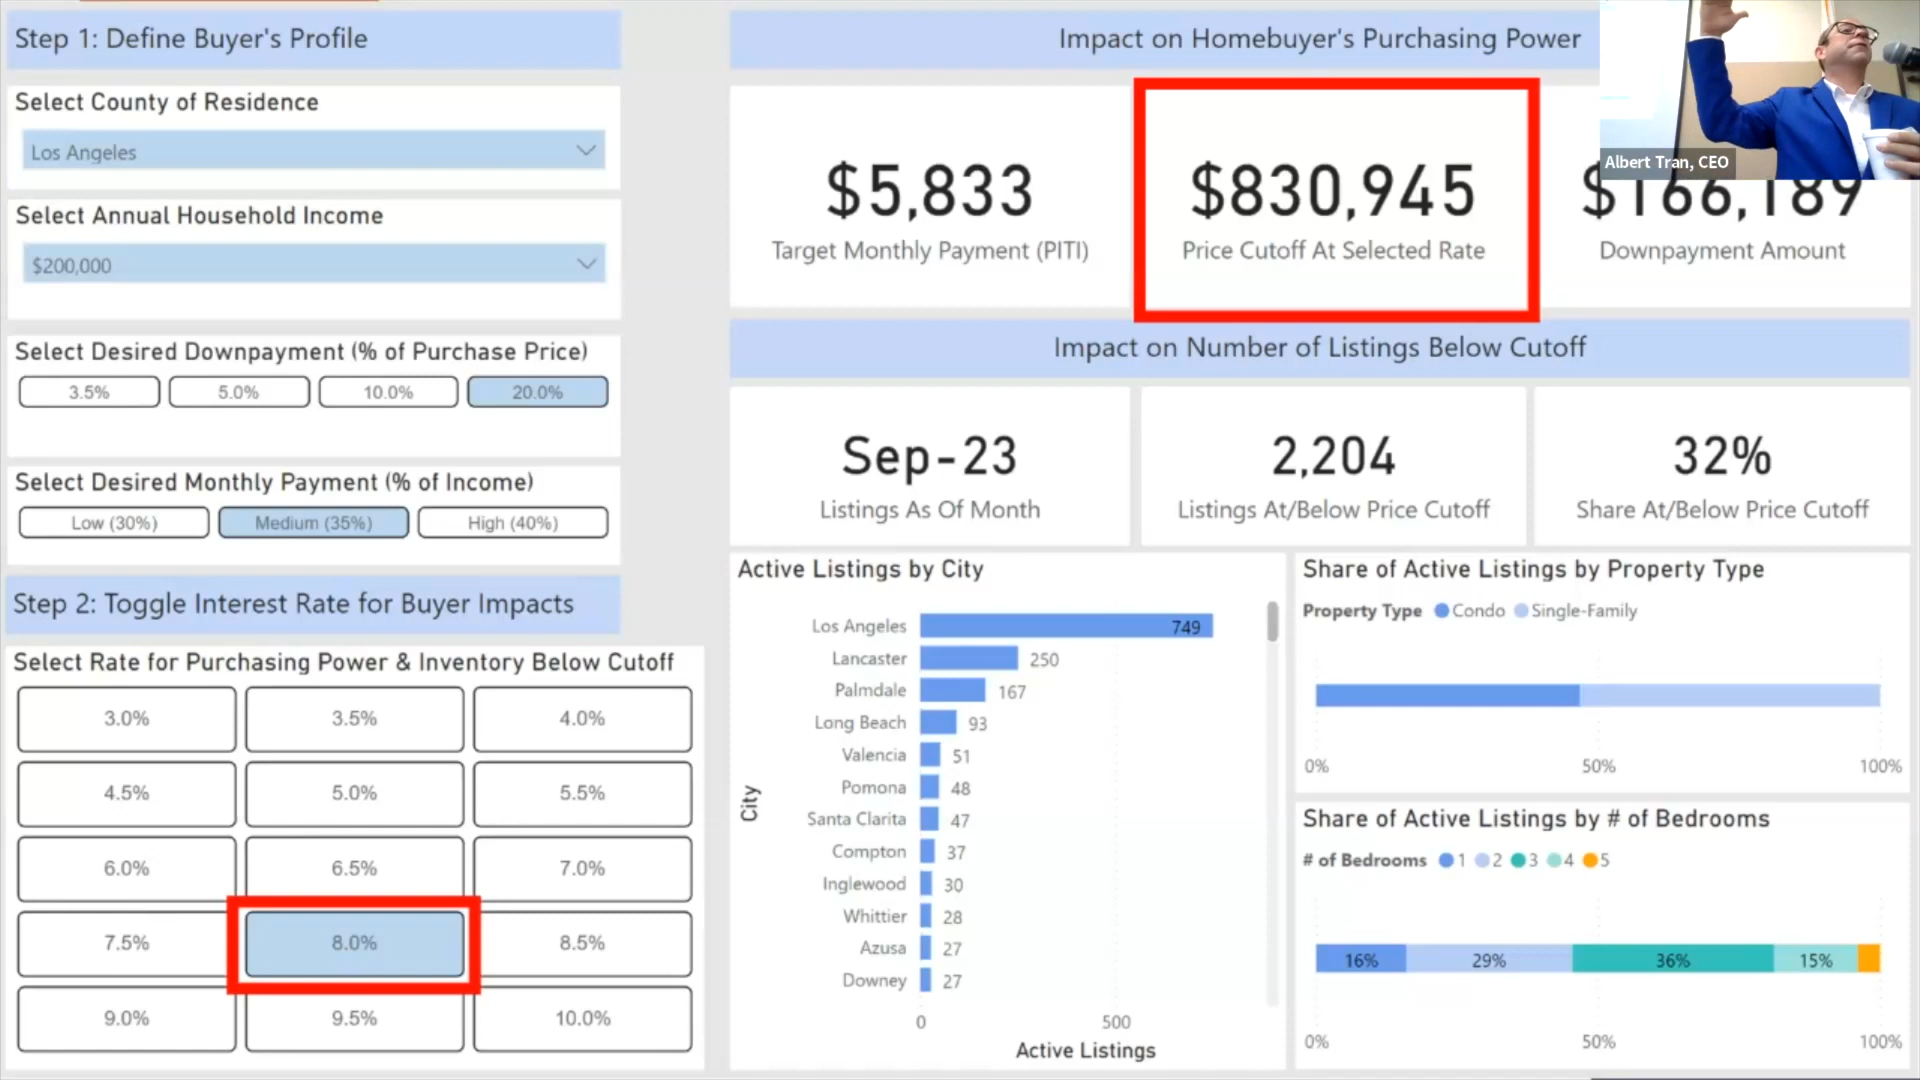 Step 1: Define Buyer's Profile
Select County of Residence
Los Angeles
Select Annual Household Income
$200,000
Select Desired Downpayment (% of Purchase Price)
3.5% 5.0% 10.0% 20.0%
Select Desired Monthly Payment (% of Income)
Low (30%) Medium (35%) High (40%)
Step 2: Toggle Interest Rate for Buyer Impacts
Select Rate for Purchasing Power & Inventory Below Cutoff
3.0% 3.5% 4.0%
4.5% 5.0% 5.5%
6.0% 6.5% 7.0%
7.5% 8.0% 8.5%
9.0% 9.5% 10.0%
Impact on Homebuyer's Purchasing Power
Albert Tran, CEO
$5,833
Target Monthly Payment (PITI)
$830,945
Price Cutoff At Selected Rate
$166,189
Downpayment Amount
Impact on Number of Listings Below Cutoff
Sep-23
Listings As Of Month
2,204
Listings At/Below Price Cutoff
32%
Share At/Below Price Cutoff
Active Listings by City
City
Los Angeles 749
Lancaster 250
Palmdale 167
Long Beach 93
Valencia 51
Pomona 48
Santa Clarita 47
Compton 37
Inglewood 30
Whittier 28
Azusa 27
Downey 27
0 500
Active Listings
Share of Active Listings by Property Type
Property Type Condo Single-Family
0% 50% 100%
Share of Active Listings by # of Bedrooms
# of Bedrooms 1 2 3 4 5
16% 29% 36% 15%
0% 50% 100%